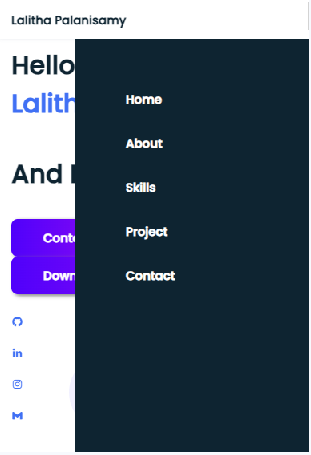 Lalitha Palanisamy
Hello
Lalith
And I
Conta
Down
Home
About
Skills
Project
Contact